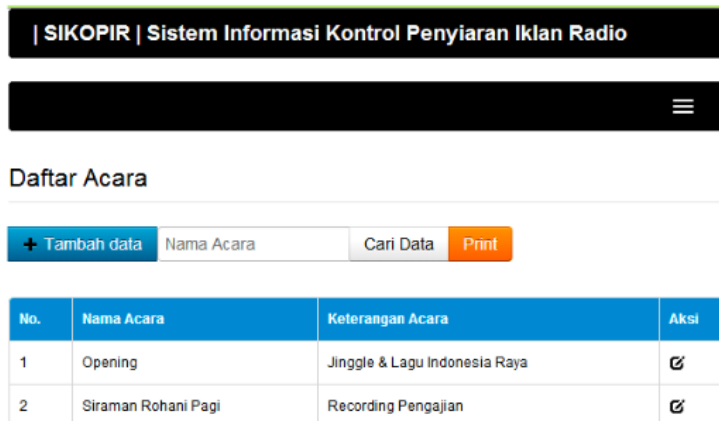 | SIKOPIR | Sistem Informasi Kontrol Penyiaran Iklan Radio
Daftar Acara
+ Tambah data Nama Acara Cari Data Print
No. Nama Acara Keterangan Acara Aksi
1 Opening Jinggle & Lagu Indonesia Raya
2 Siraman Rohani Pagi Recording Pengajian